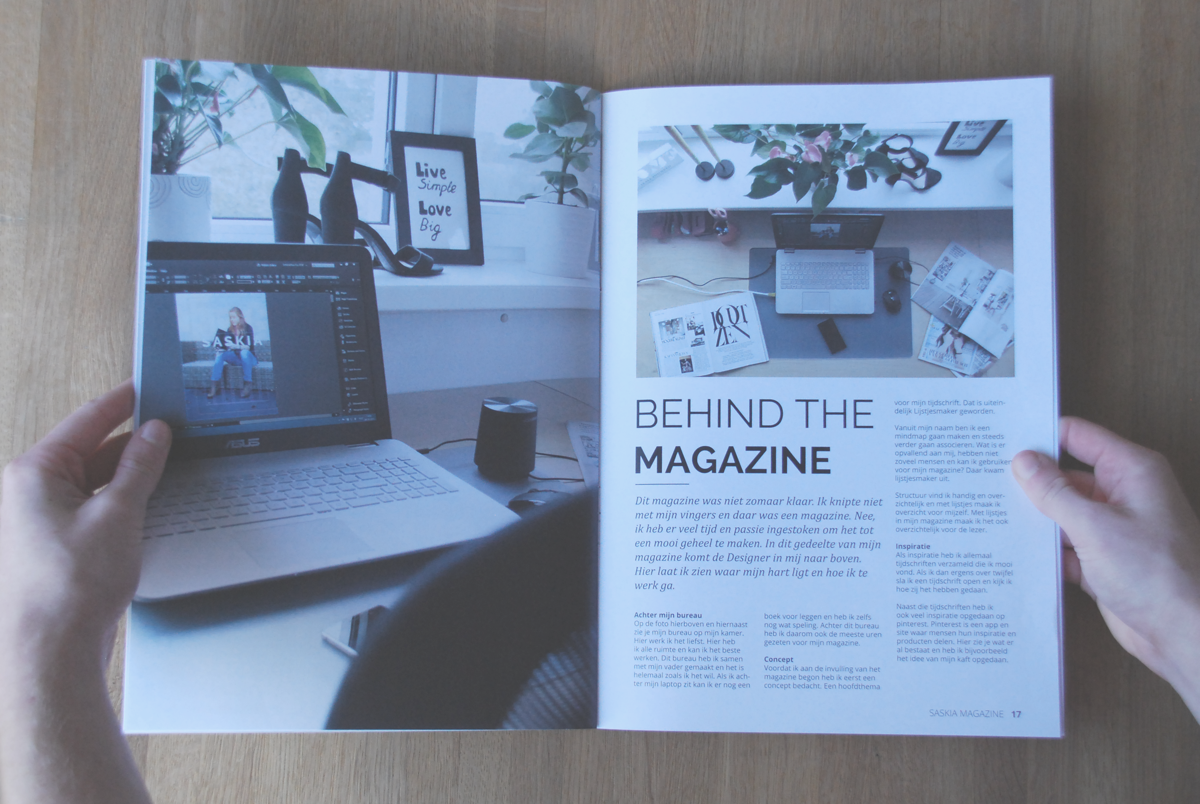 Live
Simple
Love
Big
SASKIA
ASUS
BEHIND THE
MAGAZINE
Dit magazine was niet zomaar klaar. Ik knipte niet
met mijn vingers en daar was een magazine. Nee,
ik heb er veel tijd en passie ingestoken om het tot
een mooi geheel te maken. In dit gedeelte van mijn
magazine komt de Designer in mij naar boven.
Hier laat ik zien waar mijn hart ligt en hoe ik te
werk ga.
Achter mijn bureau
Op de foto hierboven en hiernaast
zie je mijn bureau op mijn kamer.
Hier werk ik het liefst. Hier heb
ik alle ruimte en kan ik het beste
werken. Dit bureau heb ik samen
met mijn vader gemaakt en het is
helemaal zoals ik het wil. Als ik ach-
ter mijn laptop zit kan ik er nog een
boek voor leggen en heb ik zelfs
nog wat speling. Achter dit bureau
heb ik daarom ook de meeste uren
gezeten voor mijn magazine.
Concept
Voordat ik aan de invulling van het
magazine begon heb ik eerst een
concept bedacht. Een hoofdthema
voor mijn tijdschrift. Dat is uitein-
delijk Lijstjesmaker geworden.
Vanuit mijn naam ben ik een
mindmap gaan maken en steeds
verder gaan associeren. Wat is er
opvallend aan mij, hebben niet
zoveel mensen en kan ik gebruiken
voor mijn magazine? Daar kwam
lijstjesmaker uit.
Structuur vind ik handig en over-
zichtelijk en met lijstjes maak ik
overzicht voor mijzelf. Met lijstjes
in mijn magazine maak ik het ook
overzichtelijk voor de lezer.
Inspiratie
Als inspiratie heb ik allemaal
tijdschriften verzameld die ik mooi
vond. Als ik dan ergens over twijfel
sla ik een tijdschrift open en kijk ik
hoe zij het hebben gedaan.
Naast die tijdschriften heb ik
ook veel inspiratie opgedaan op
pinterest. Pinterest is een app en
site waar mensen hun inspiratie en
producten delen. Hier zie je wat er
al bestaat en heb ik bijvoorbeeld
het idee van mijn kaft opgedaan.
SASKIA MAGAZINE 17